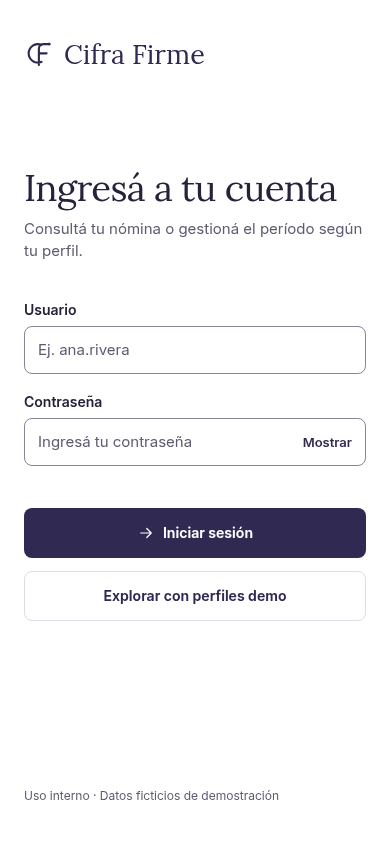 Cifra Firme
Ingresá a tu cuenta
Consultá tu nómina o gestioná el período según
tu perfil.
Usuario
Ej. ana.rivera
Contraseña
Ingresá tu contraseña Mostrar
→ Iniciar sesión
Explorar con perfiles demo
Uso interno · Datos ficticios de demostración